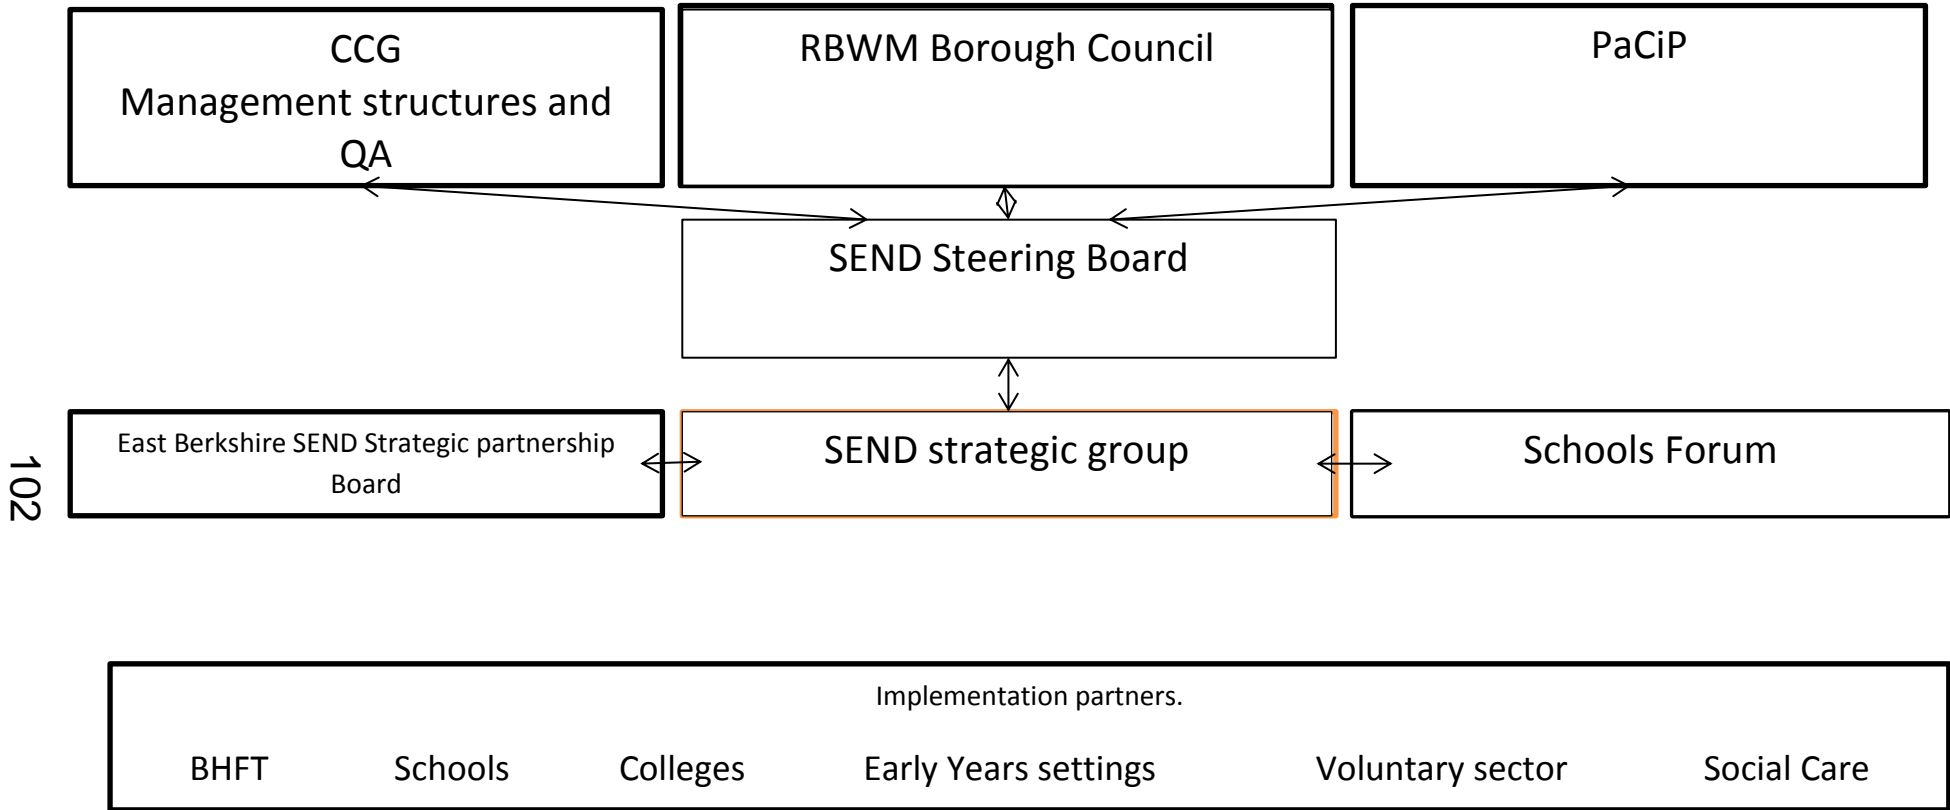 CCG
Management structures and
QA
RBWM Borough Council
PaCiP
SEND Steering Board
East Berkshire SEND Strategic partnership
Board
SEND strategic group
Schools Forum
102
Implementation partners.
BHFT Schools Colleges Early Years settings Voluntary sector Social Care